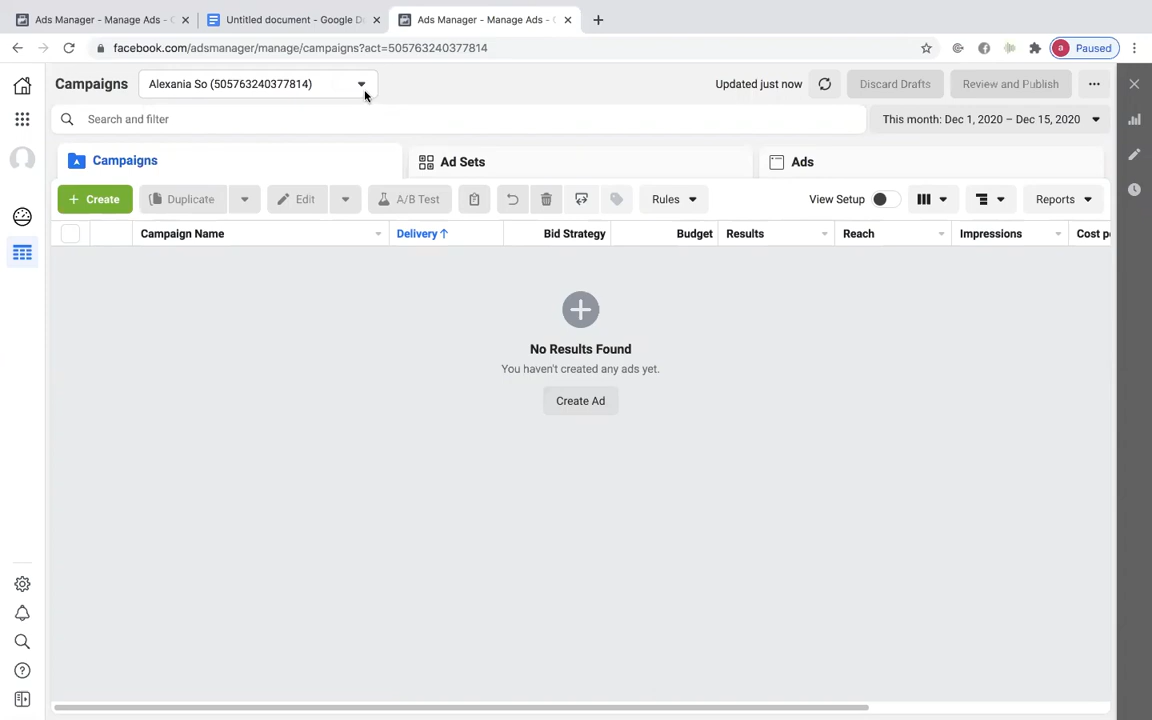 Ads Manager - Manage Ads -
Untitled document - Google D
Ads Manager - Manage Ads -
facebook.com/adsmanager/manage/campaigns?act=505763240377814
a Paused
Campaigns
Alexania So (505763240377814)
Updated just now
Discard Drafts
Review and Publish
Search and filter
This month: Dec 1, 2020 – Dec 15, 2020
Campaigns
Ad Sets
Ads
+ Create
Duplicate
Edit
A/B Test
Rules
View Setup
Reports
Campaign Name
Delivery ↑
Bid Strategy
Budget
Results
Reach
Impressions
Cost p
No Results Found
You haven't created any ads yet.
Create Ad